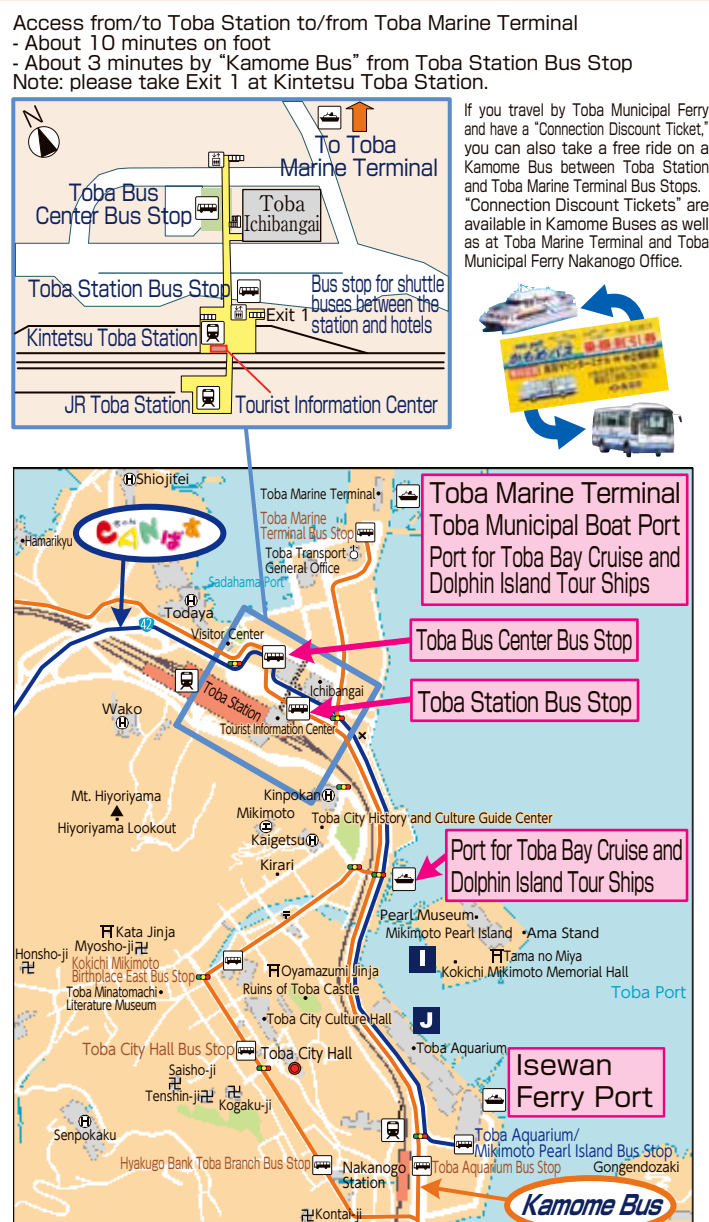 Access from/to Toba Station to/from Toba Marine Terminal
- About 10 minutes on foot
- About 3 minutes by “Kamome Bus” from Toba Station Bus Stop
Note: please take Exit 1 at Kintetsu Toba Station.
N
To Toba
Marine Terminal
Toba Bus
Center Bus Stop
Toba
Ichibangai
Toba Station Bus Stop
Bus stop for shuttle
buses between the
station and hotels
Exit 1
Kintetsu Toba Station
JR Toba Station
Tourist Information Center
If you travel by Toba Municipal Ferry
and have a “Connection Discount Ticket,”
you can also take a free ride on a
Kamome Bus between Toba Station
and Toba Marine Terminal Bus Stops.
“Connection Discount Tickets” are
available in Kamome Buses as well
as at Toba Marine Terminal and Toba
Municipal Ferry Nakanogo Office.
かもめバス
乗継割引券
Shiojitei
Hamarikyu
CANばす
Toba Marine Terminal
Toba Marine
Terminal Bus Stop
Toba Transport
General Office
Sadahama Port
Toba Marine Terminal
Toba Municipal Boat Port
Port for Toba Bay Cruise and
Dolphin Island Tour Ships
42
Todaya
Visitor Center
Toba Bus Center Bus Stop
Toba Station
Ichibangai
Toba Station Bus Stop
Wako
Tourist Information Center
Mt. Hiyoriyama
Hiyoriyama Lookout
Kinpokan
Mikimoto
Toba City History and Culture Guide Center
Kaigetsu
Kirari
Port for Toba Bay Cruise and
Dolphin Island Tour Ships
Pearl Museum
Mikimoto Pearl Island
Ama Stand
I
Tama no Miya
Kokichi Mikimoto Memorial Hall
Toba Port
Kata Jinja
Honsho-ji
Myosho-ji
Kokichi Mikimoto
Birthplace East Bus Stop
Toba Minatomachi
Literature Museum
Oyamazumi Jinja
Ruins of Toba Castle
Toba City Culture Hall
J
Toba Aquarium
Toba City Hall Bus Stop
Toba City Hall
Saisho-ji
Tenshin-ji
Kogaku-ji
Isewan
Ferry Port
Senpokaku
Toba Aquarium/
Mikimoto Pearl Island Bus Stop
Hyakugo Bank Toba Branch Bus Stop
Nakanogo
Station
Toba Aquarium Bus Stop
Gongendozaki
Kamome Bus
Kontai-ji